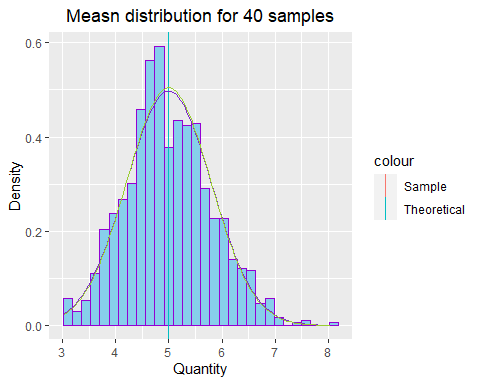 Measn distribution for 40 samples
Density
0.6
0.4
0.2
0.0
3 4 5 6 7 8
Quantity
colour
Sample
Theoretical